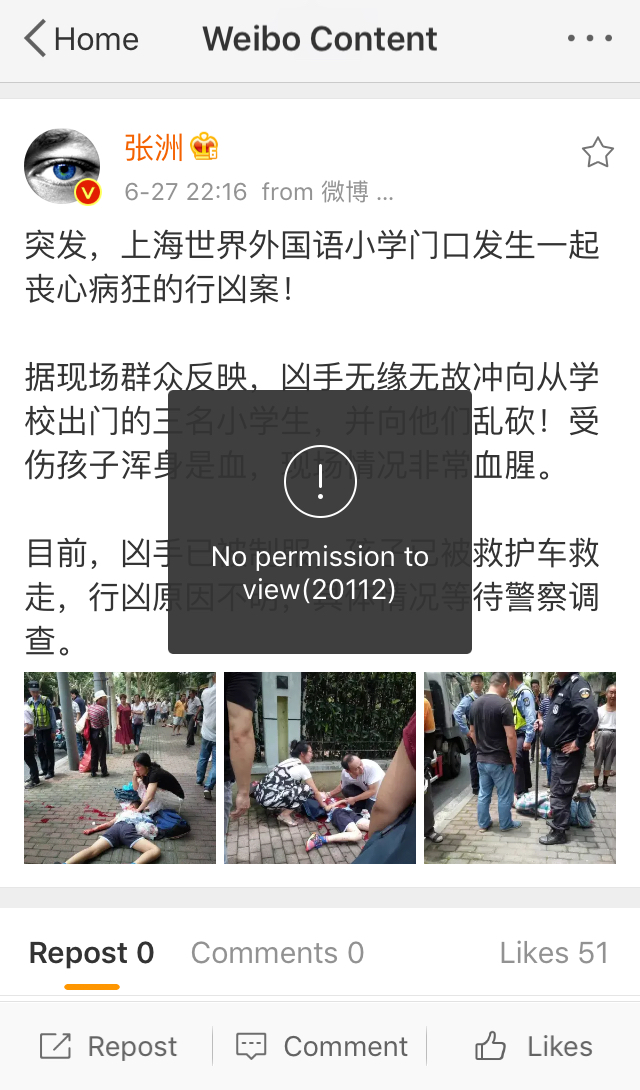 Home
Weibo Content
张洲
6-27 22:16 from 微博 ...
突发，上海世界外国语小学门口发生一起
丧心病狂的行凶案！
据现场群众反映，凶手无缘无故冲向从学
校出门的三名小学生，并向他们乱砍！受
伤孩子浑身是血，现场情况非常血腥。
目前，凶手已被制服，孩子已被救护车救
走，行凶原因不明，具体情况等待警察调
查。
No permission to
view(20112)
Repost 0
Comments 0
Likes 51
Repost
Comment
Likes